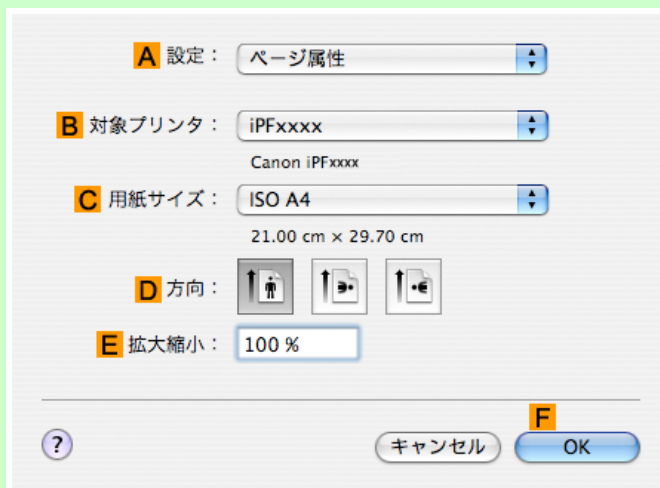 A 設定： ページ属性
B 対象プリンタ： iPFxxxx
Canon iPFxxxx
C 用紙サイズ： ISO A4
21.00 cm × 29.70 cm
D 方向：
E 拡大縮小： 100 %
F
? キャンセル OK